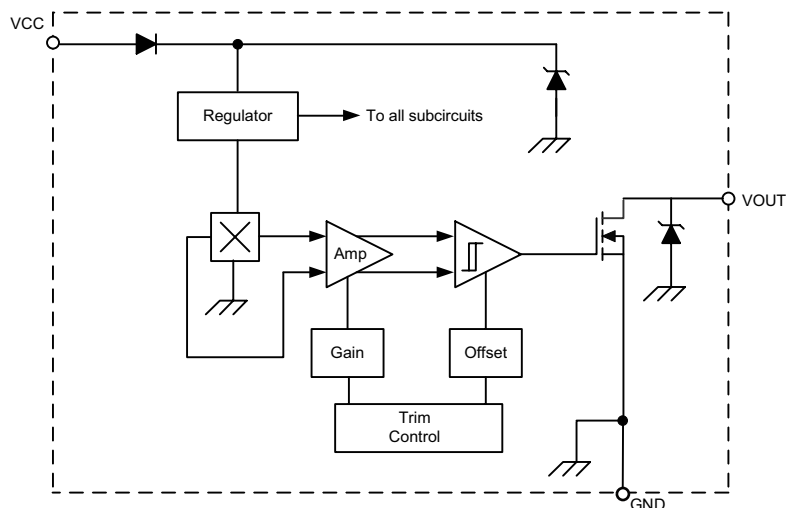 VCC
Regulator
To all subcircuits
VOUT
Amp
Gain
Offset
Trim
Control
GND